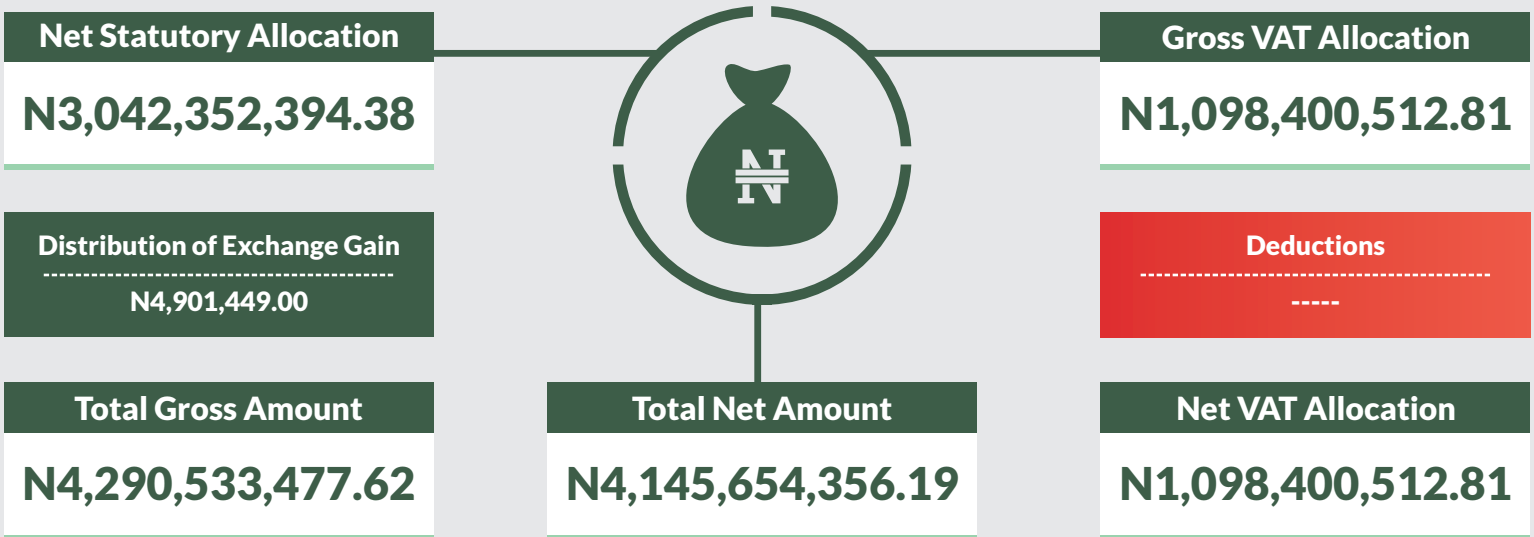 Net Statutory Allocation
N3,042,352,394.38
Gross VAT Allocation
N1,098,400,512.81
₦
Distribution of Exchange Gain
--------------------------------------------
N4,901,449.00
Deductions
--------------------------------------------
-----
Total Gross Amount
N4,290,533,477.62
Total Net Amount
N4,145,654,356.19
Net VAT Allocation
N1,098,400,512.81